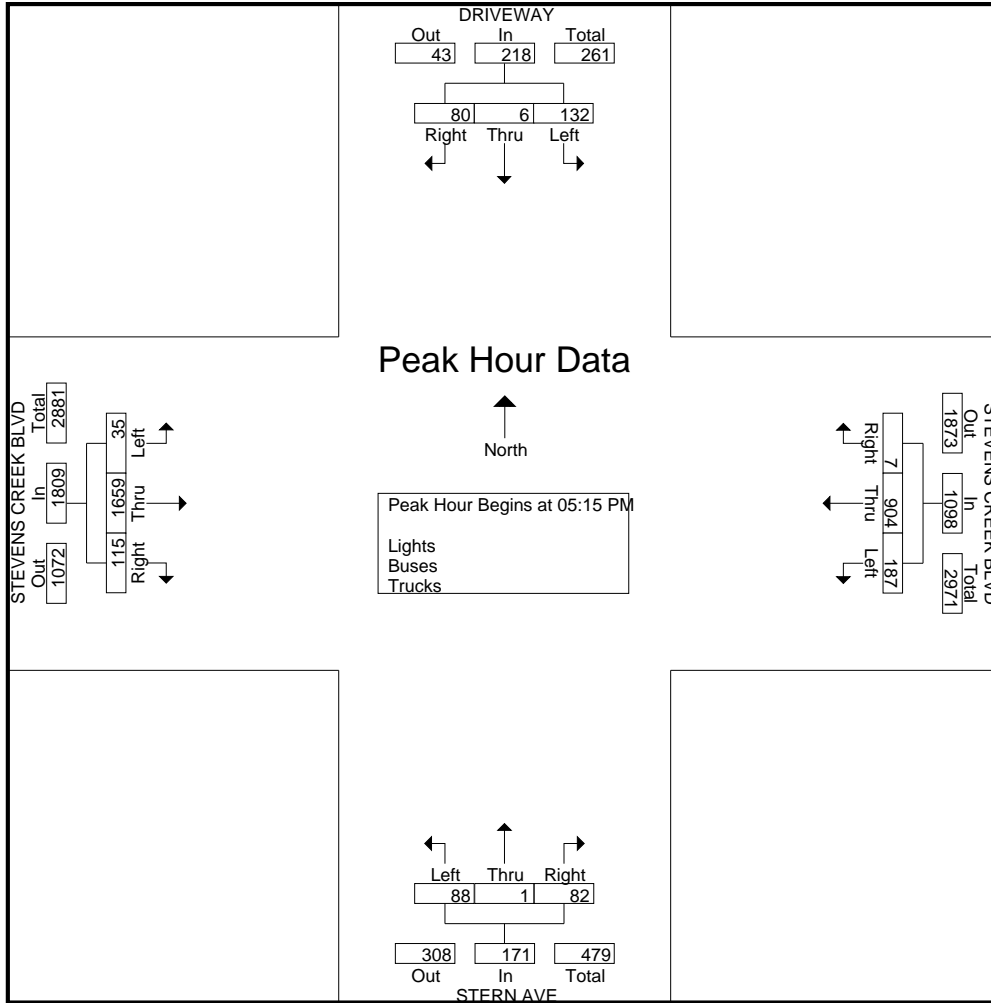 DRIVEWAY
Out In Total
43 218 261
80 6 132
Right Thru Left
Peak Hour Data
North
Peak Hour Begins at 05:15 PM
Lights
Buses
Trucks
STEVENS CREEK BLVD
Out In Total
1072 1809 2881
115 1659 35
Right Thru Left
STEVENS CREEK BLVD
Out In Total
1873 1098 2971
7 904 187
Right Thru Left
Left Thru Right
88 1 82
308 171 479
Out In Total
STERN AVE